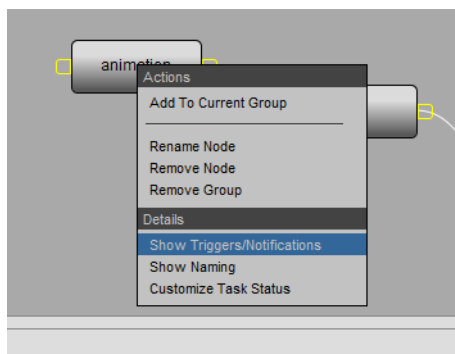 Actions
Add To Current Group
Rename Node
Remove Node
Remove Group
Details
Show Triggers/Notifications
Show Naming
Customize Task Status